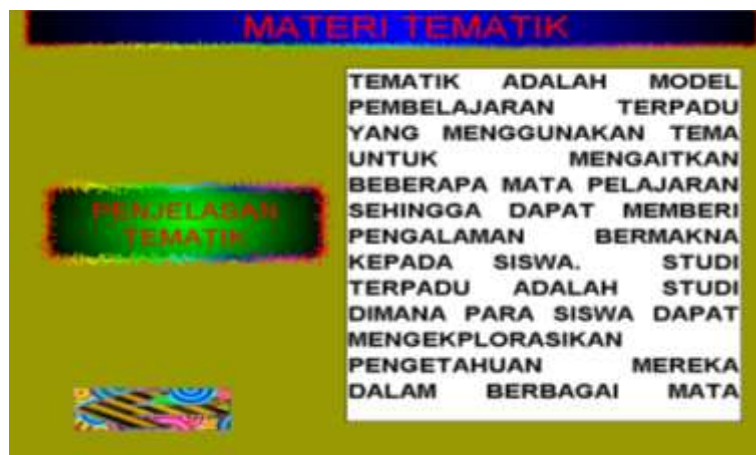 MATERI TEMATIK
PENJELASAN
TEMATIK
TEMATIK ADALAH MODEL
PEMBELAJARAN TERPADU
YANG MENGGUNAKAN TEMA
UNTUK MENGAITKAN
BEBERAPA MATA PELAJARAN
SEHINGGA DAPAT MEMBERI
PENGALAMAN BERMAKNA
KEPADA SISWA. STUDI
TERPADU ADALAH STUDI
DIMANA PARA SISWA DAPAT
MENGEKPLORASIKAN
PENGETAHUAN MEREKA
DALAM BERBAGAI MATA